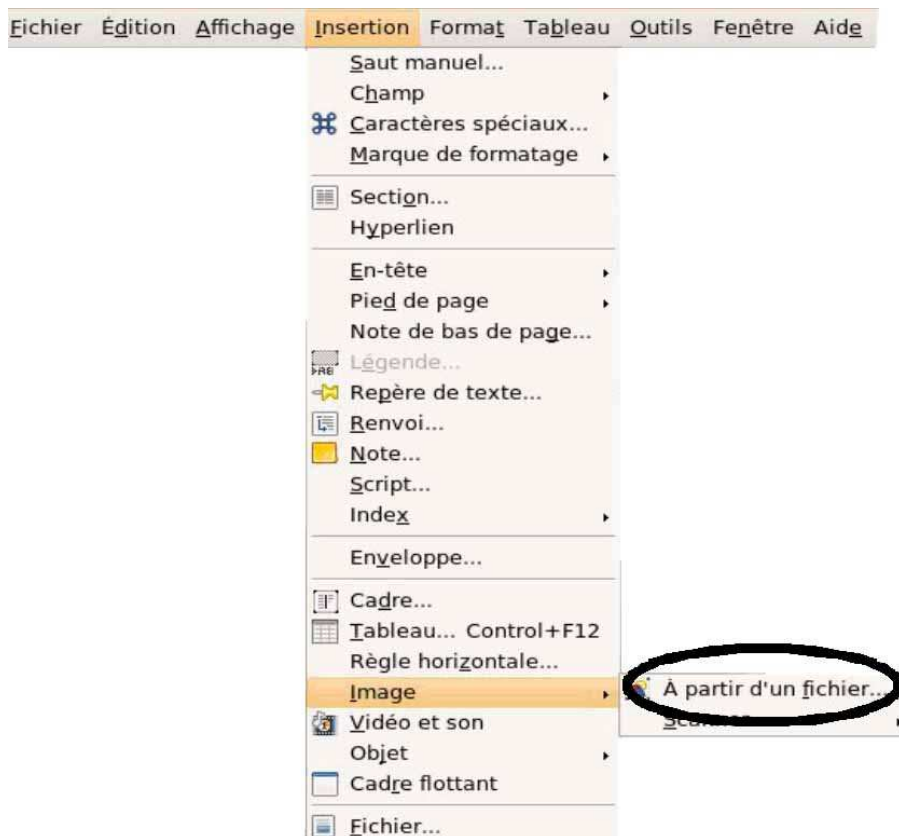 Fichier Édition Affichage Insertion Format Tableau Outils Fenêtre Aide
Saut manuel...
Champ
Caractères spéciaux...
Marque de formatage
Section...
Hyperlien
En-tête
Pied de page
Note de bas de page...
Légende...
Repère de texte...
Renvoi...
Note...
Script...
Index
Enveloppe...
Cadre...
Tableau... Control+F12
Règle horizontale...
Image
À partir d'un fichier...
Scanner
Vidéo et son
Objet
Cadre flottant
Fichier...